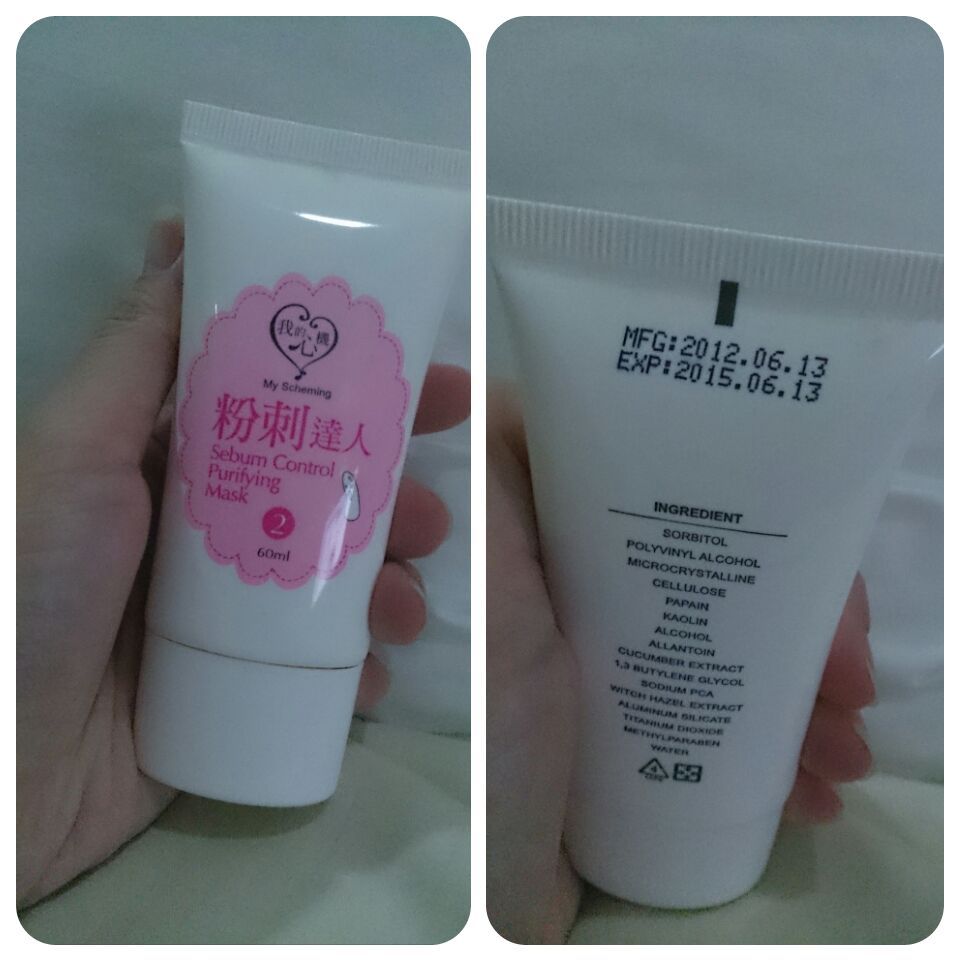 我的心機
My Scheming
粉刺達人
Sebum Control
Purifying
Mask
2
60ml
MFG:2012.06.13
EXP:2015.06.13
INGREDIENT
SORBITOL
POLYVINYL ALCOHOL
MICROCRYSTALLINE
CELLULOSE
PAPAIN
KAOLIN
ALCOHOL
ALLANTOIN
CUCUMBER EXTRACT
1,3 BUTYLENE GLYCOL
SODIUM PCA
WITCH HAZEL EXTRACT
ALUMINUM SILICATE
TITANIUM DIOXIDE
METHYLPARABEN
WATER
4